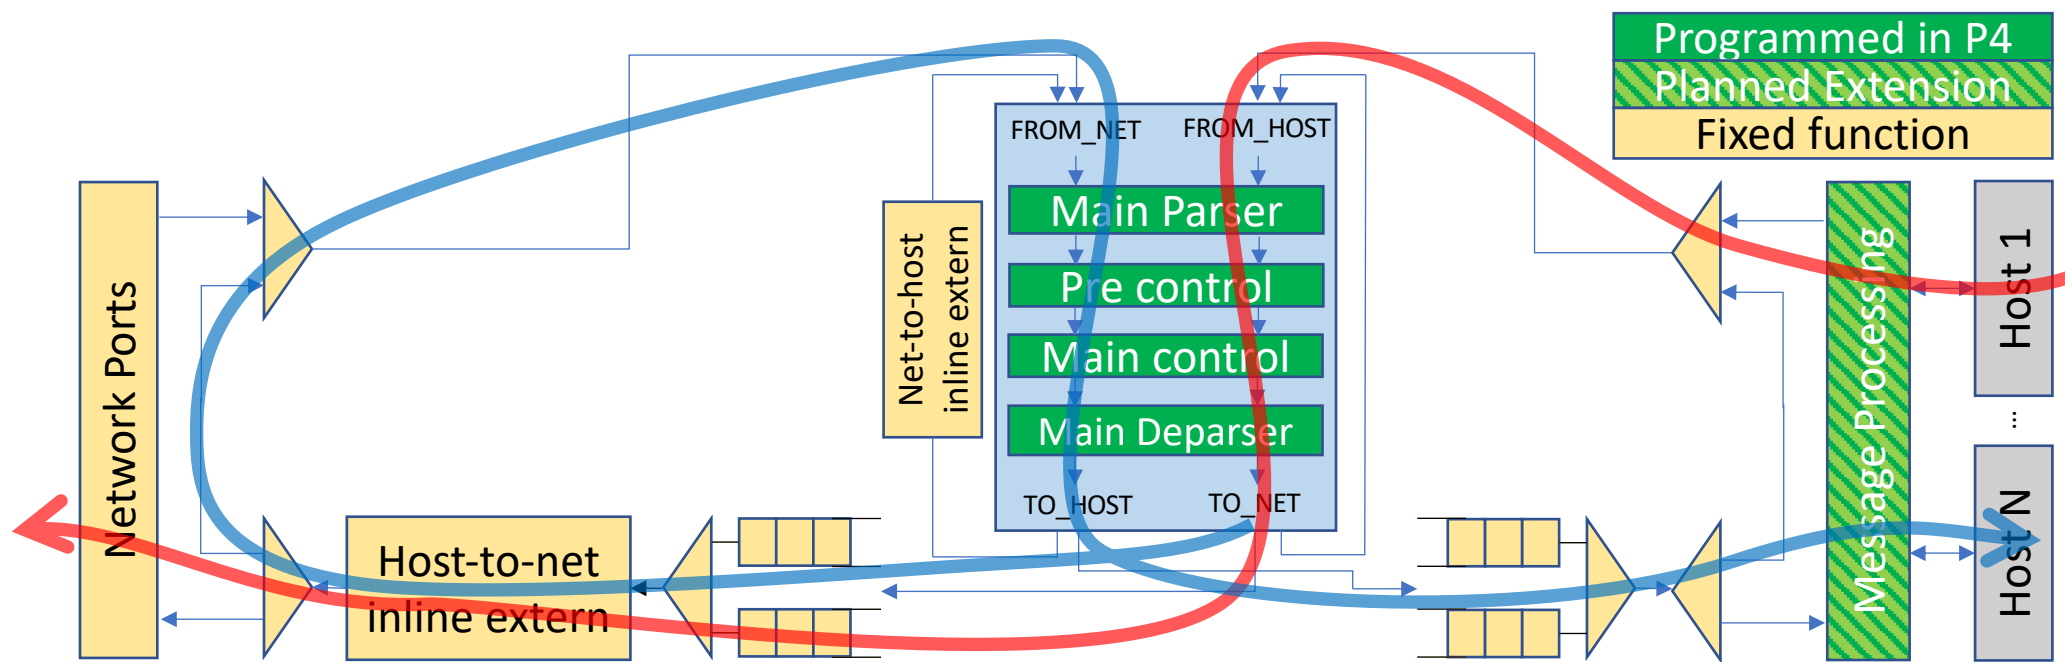 Programmed in P4
Planned Extension
Fixed function
FROM_NET
FROM_HOST
Main Parser
Pre control
Main control
Main Deparser
TO_HOST
TO_NET
Network Ports
Net-to-host
inline extern
Host-to-net
inline extern
Message Processing
Host 1
...
Host N